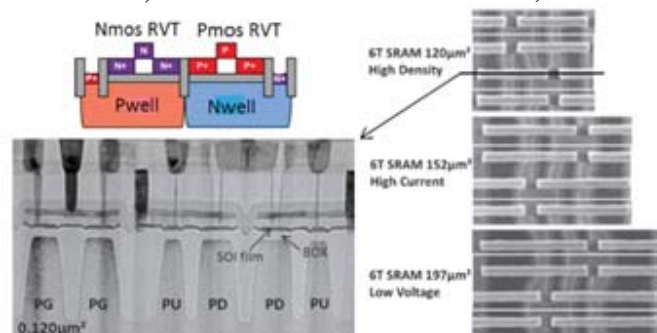 Nmos RVT Pmos RVT
N P
P+ N+ N+ P+ P+ N+
Pwell Nwell
6T SRAM 120µm²
High Density
6T SRAM 152µm²
High Current
SOI film BOX
PG PG PU PD PD PU
0.120µm²
6T SRAM 197µm²
Low Voltage